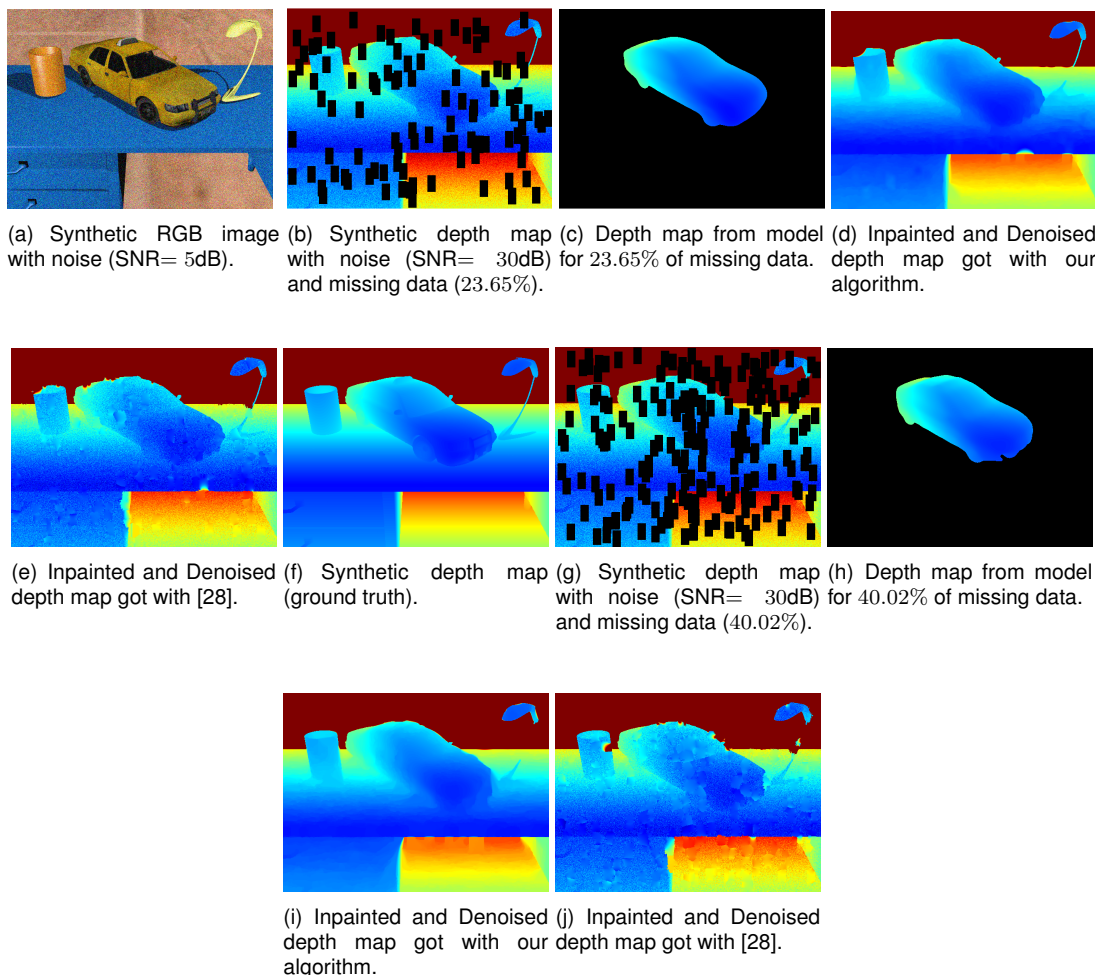 (a) Synthetic RGB image
with noise (SNR= 5dB).
(b) Synthetic depth map
with noise (SNR= 30dB)
and missing data (23.65%).
(c) Depth map from model
for 23.65% of missing data.
(d) Inpainted and Denoised
depth map got with our
algorithm.
(e) Inpainted and Denoised
depth map got with [28].
(f) Synthetic depth map
(ground truth).
(g) Synthetic depth map
with noise (SNR= 30dB)
and missing data (40.02%).
(h) Depth map from model
for 40.02% of missing data.
(i) Inpainted and Denoised
depth map got with our
algorithm.
(j) Inpainted and Denoised
depth map got with [28].